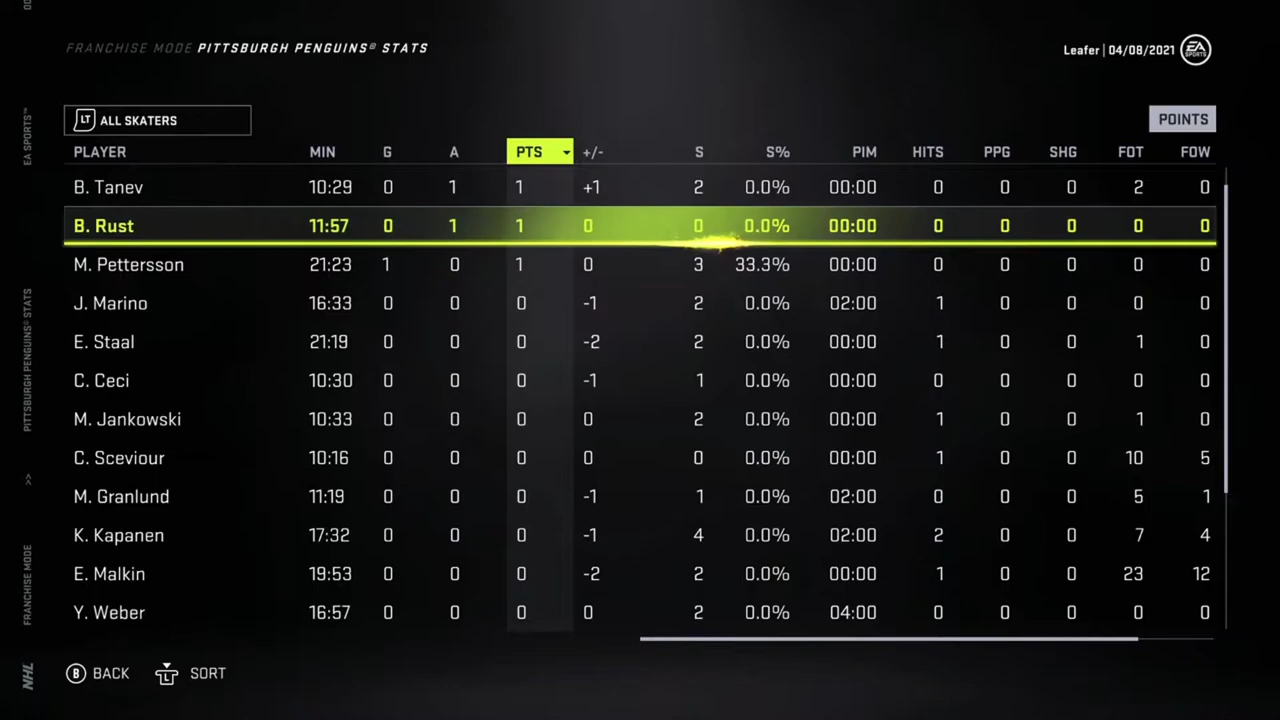 FRANCHISE MODE PITTSBURGH PENGUINS® STATS
Leafer | 04/08/2021 EA SPORTS
LT ALL SKATERS
POINTS
PLAYER MIN G A PTS +/- S S% PIM HITS PPG SHG FOT FOW
B. Tanev 10:29 0 1 1 +1 2 0.0% 00:00 0 0 0 2 0
B. Rust 11:57 0 1 1 0 0 0.0% 00:00 0 0 0 0 0
M. Pettersson 21:23 1 0 1 0 3 33.3% 00:00 0 0 0 0 0
J. Marino 16:33 0 0 0 -1 2 0.0% 02:00 1 0 0 0 0
E. Staal 21:19 0 0 0 -2 2 0.0% 00:00 1 0 0 1 0
C. Ceci 10:30 0 0 0 -1 1 0.0% 00:00 0 0 0 0 0
M. Jankowski 10:33 0 0 0 0 2 0.0% 00:00 1 0 0 1 0
C. Sceviour 10:16 0 0 0 0 0 0.0% 00:00 1 0 0 10 5
M. Granlund 11:19 0 0 0 -1 1 0.0% 02:00 0 0 0 5 1
K. Kapanen 17:32 0 0 0 -1 4 0.0% 02:00 2 0 0 7 4
E. Malkin 19:53 0 0 0 -2 2 0.0% 00:00 1 0 0 23 12
Y. Weber 16:57 0 0 0 0 2 0.0% 04:00 0 0 0 0 0
B BACK L SORT
NHL FRANCHISE MODE >> PITTSBURGH PENGUINS STATS EA SPORTS™